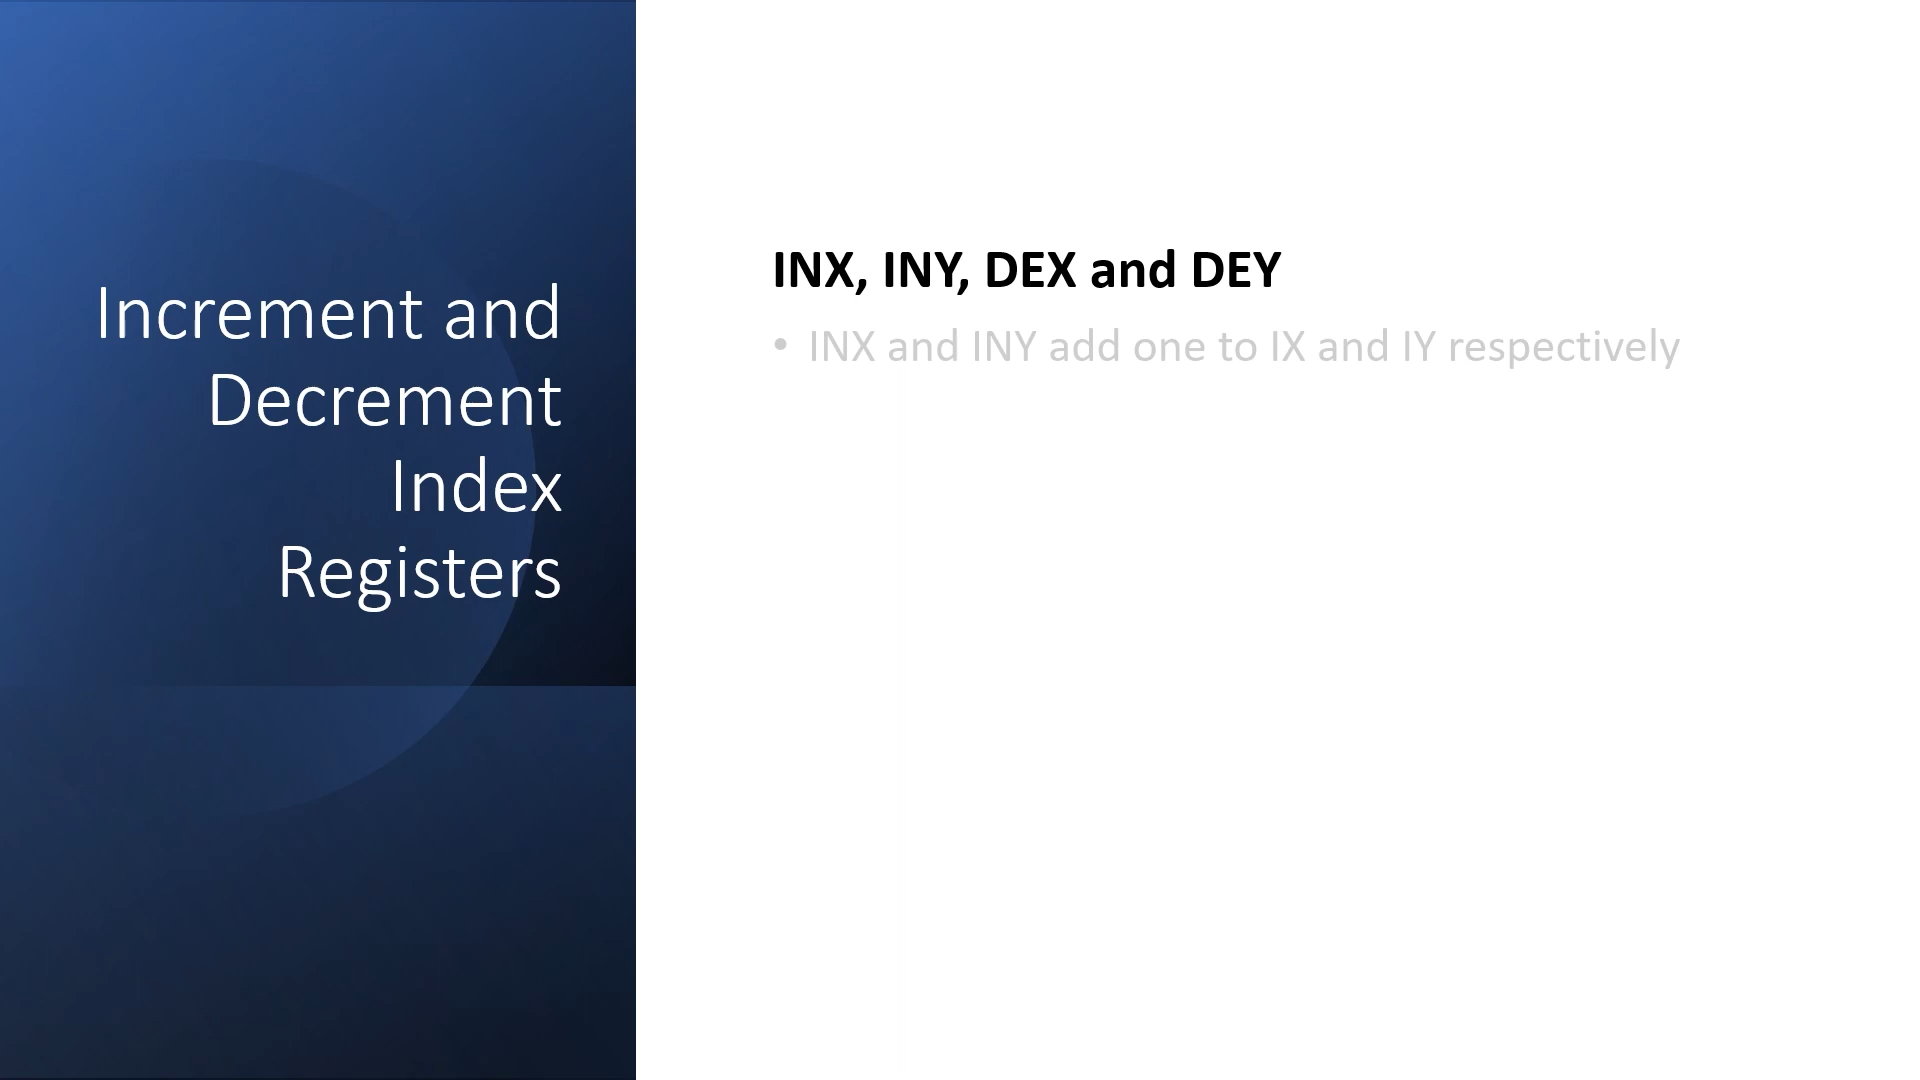 Increment and
Decrement
Index
Registers
INX, INY, DEX and DEY
• INX and INY add one to IX and IY respectively